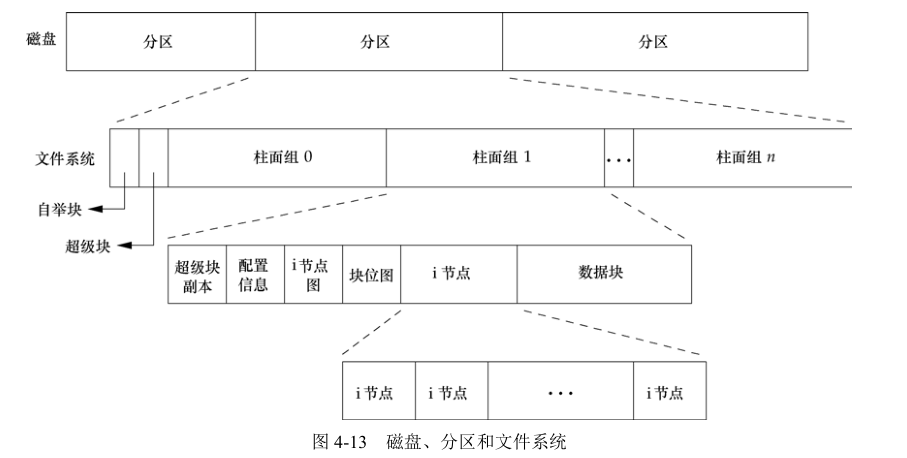 磁盘
分区
分区
分区
文件系统
柱面组 0
柱面组 1
···
柱面组 n
自举块
超级块
超级块
副本
配置
信息
i节点
图
块位图
i 节点
数据块
i 节点
i 节点
···
i 节点
图 4-13 磁盘、分区和文件系统